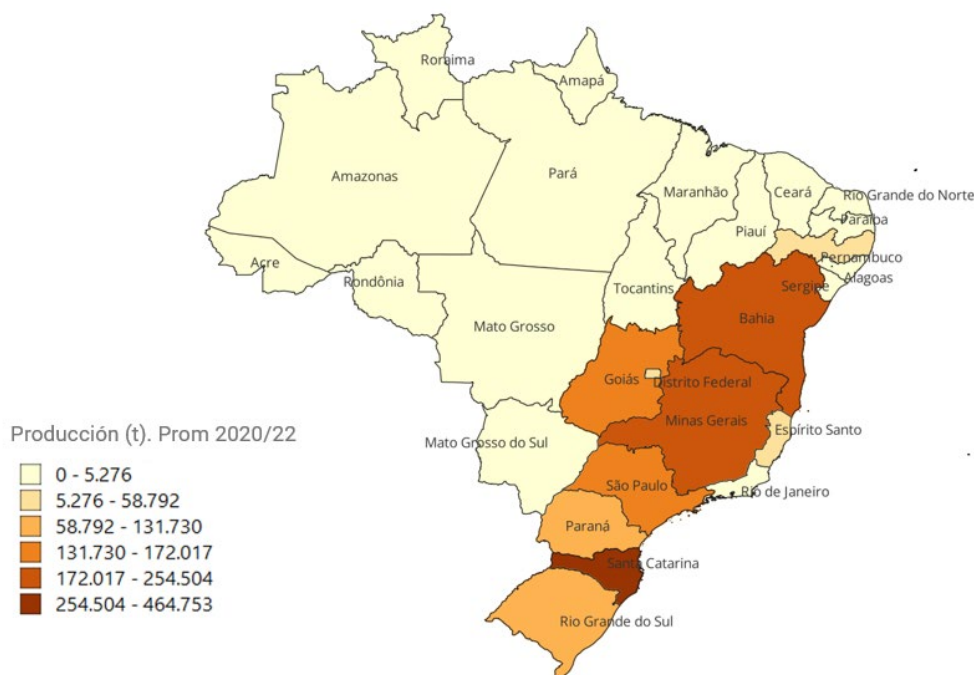 Roraima
Amapá
Amazonas
Pará
Maranhão
Ceará
Rio Grande do Norte
Paraíba
Piauí
Pernambuco
Acre
Rondônia
Tocantins
Sergipe
Alagoas
Mato Grosso
Bahia
Goiás
Distrito Federal
Minas Gerais
Espírito Santo
Mato Grosso do Sul
São Paulo
Rio de Janeiro
Paraná
Santa Catarina
Rio Grande do Sul
Producción (t). Prom 2020/22
0 - 5.276
5.276 - 58.792
58.792 - 131.730
131.730 - 172.017
172.017 - 254.504
254.504 - 464.753